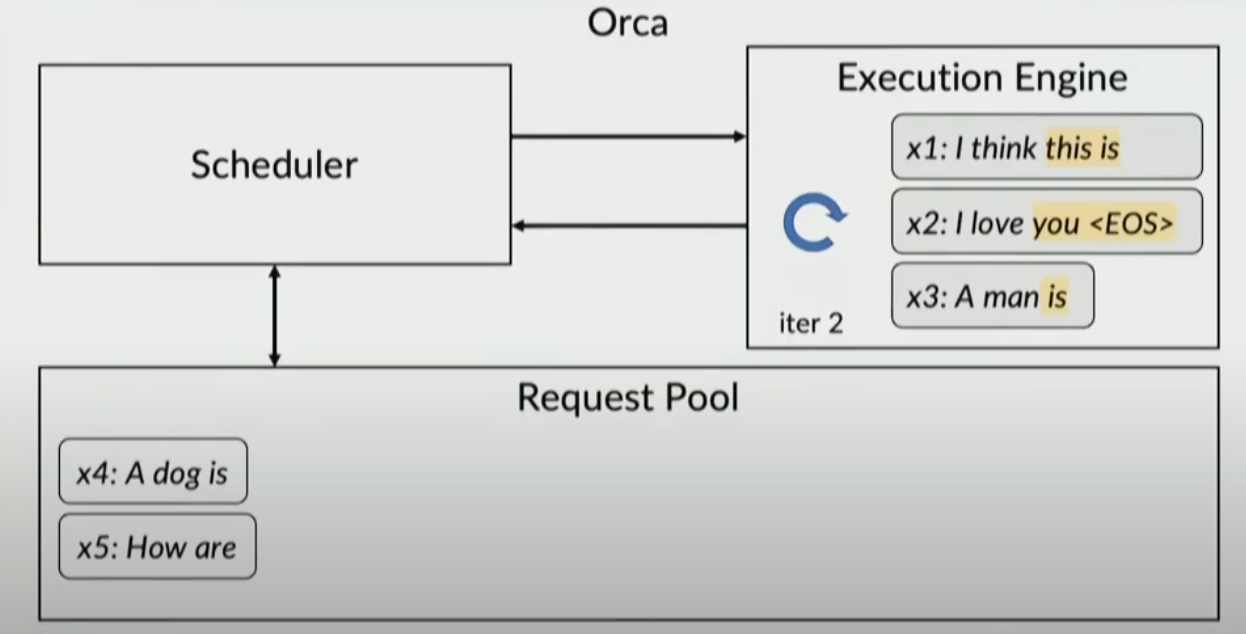 Orca
Scheduler
Execution Engine
x1: I think this is
x2: I love you <EOS>
x3: A man is
iter 2
Request Pool
x4: A dog is
x5: How are